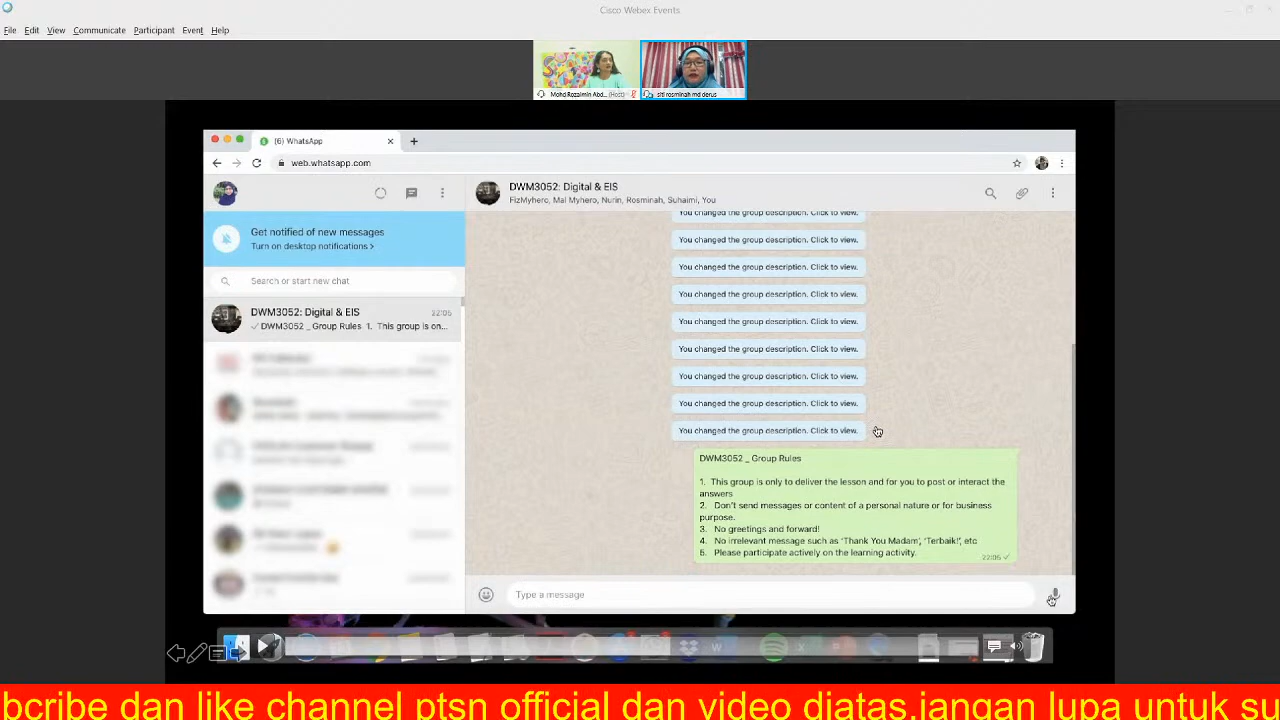 Cisco Webex Events
File Edit View Communicate Participant Event Help
Mohd Rozaimin Abd... (Host)
siti rosminah md derus
(6) WhatsApp
web.whatsapp.com
DWM3052: Digital & EIS
FizMyhero, Mal Myhero, Nurin, Rosminah, Suhaimi, You
Get notified of new messages
Turn on desktop notifications >
Search or start new chat
DWM3052: Digital & EIS 22:05
DWM3052 _ Group Rules 1. This group is on...
You changed the group description. Click to view.
You changed the group description. Click to view.
You changed the group description. Click to view.
You changed the group description. Click to view.
You changed the group description. Click to view.
You changed the group description. Click to view.
You changed the group description. Click to view.
You changed the group description. Click to view.
You changed the group description. Click to view.
DWM3052 _ Group Rules
1. This group is only to deliver the lesson and for you to post or interact the
answers
2. Don't send messages or content of a personal nature or for business
purpose.
3. No greetings and forward!
4. No irrelevant message such as 'Thank You Madam', 'Terbaik!', etc
5. Please participate actively on the learning activity.
22:05
Type a message
bcribe dan like channel ptsn official dan video diatas,jangan lupa untuk su